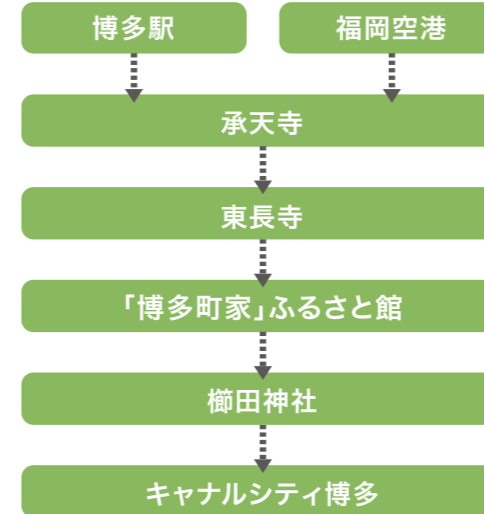 博多駅
福岡空港
承天寺
東長寺
「博多町家」ふるさと館
櫛田神社
キャナルシティ博多